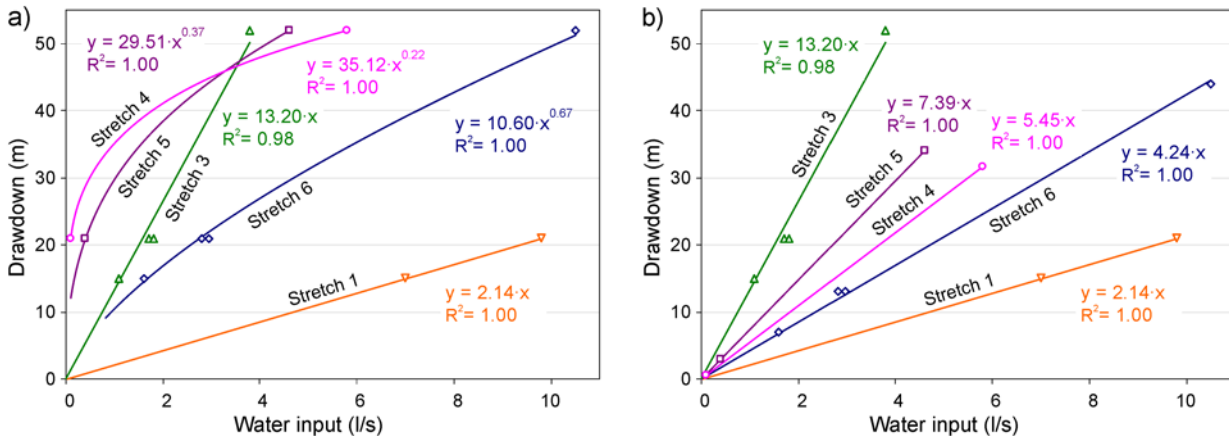 a)
y = 29.51·x^0.37
R²= 1.00
y = 35.12·x^0.22
R²= 1.00
y = 13.20·x
R²= 0.98
y = 10.60·x^0.67
R²= 1.00
y = 2.14·x
R²= 1.00
Stretch 4
Stretch 5
Stretch 3
Stretch 6
Stretch 1
Drawdown (m)
50
40
30
20
10
0
0 2 4 6 8 10
Water input (l/s)
b)
y = 13.20·x
R²= 0.98
y = 7.39·x
R²= 1.00
y = 5.45·x
R²= 1.00
y = 4.24·x
R²= 1.00
y = 2.14·x
R²= 1.00
Stretch 3
Stretch 5
Stretch 4
Stretch 6
Stretch 1
Drawdown (m)
50
40
30
20
10
0
0 2 4 6 8 10
Water input (l/s)